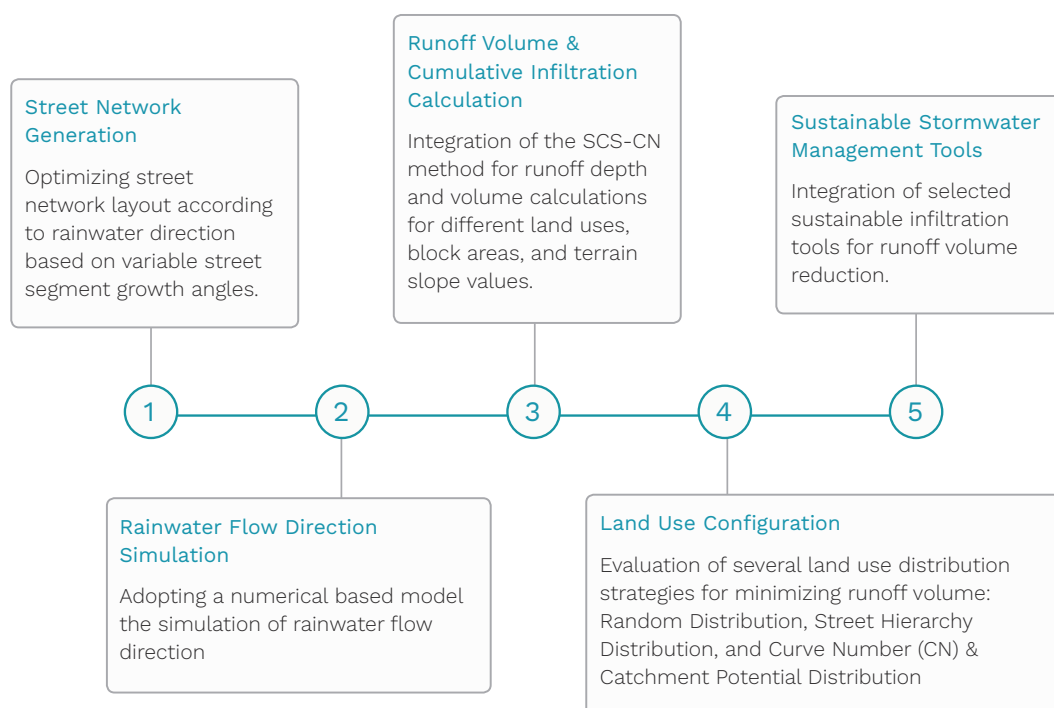 Street Network
Generation
Optimizing street
network layout according
to rainwater direction
based on variable street
segment growth angles.
Runoff Volume &
Cumulative Infiltration
Calculation
Integration of the SCS-CN
method for runoff depth
and volume calculations
for different land uses,
block areas, and terrain
slope values.
Sustainable Stormwater
Management Tools
Integration of selected
sustainable infiltration
tools for runoff volume
reduction.
1
2
3
4
5
Rainwater Flow Direction
Simulation
Adopting a numerical based model
the simulation of rainwater flow
direction
Land Use Configuration
Evaluation of several land use distribution
strategies for minimizing runoff volume:
Random Distribution, Street Hierarchy
Distribution, and Curve Number (CN) &
Catchment Potential Distribution